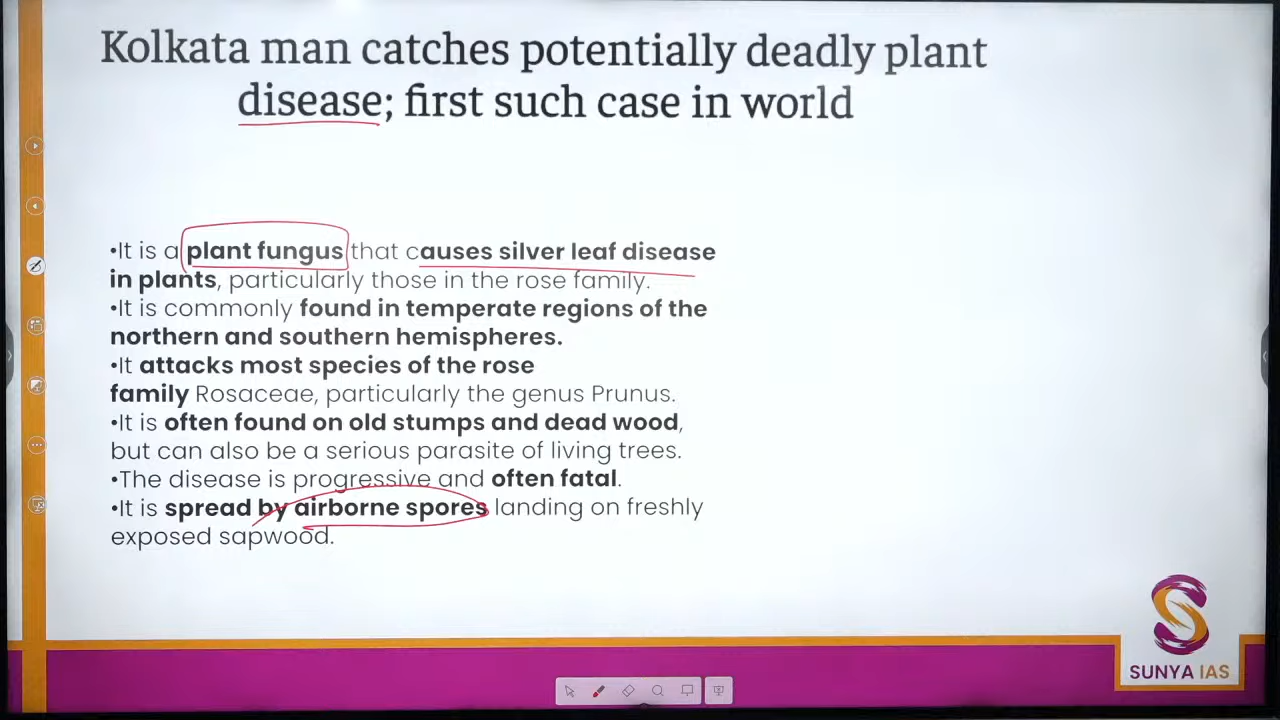 Kolkata man catches potentially deadly plant
disease; first such case in world
•It is a plant fungus that causes silver leaf disease
in plants, particularly those in the rose family.
•It is commonly found in temperate regions of the
northern and southern hemispheres.
•It attacks most species of the rose
family Rosaceae, particularly the genus Prunus.
•It is often found on old stumps and dead wood,
but can also be a serious parasite of living trees.
•The disease is progressive and often fatal.
•It is spread by airborne spores landing on freshly
exposed sapwood.
S
SUNYA IAS